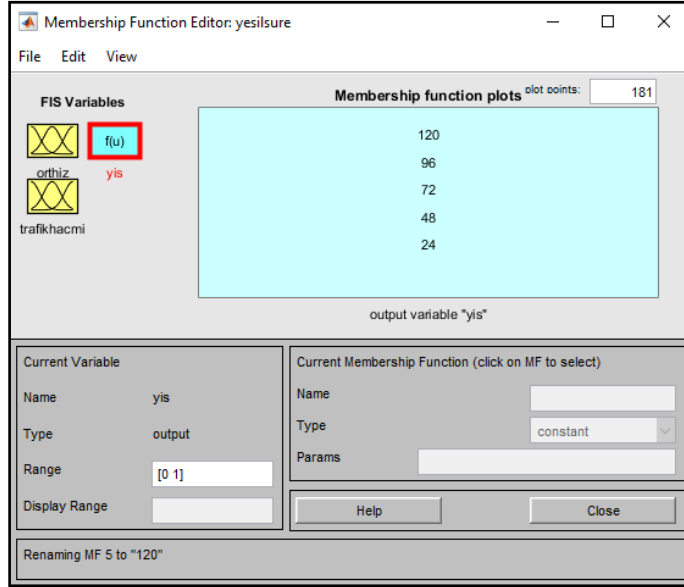 Membership Function Editor: yesilsure
File Edit View
FIS Variables
f(u)
orthiz
yis
trafikhacmi
Membership function plots
plot points:
181
120
96
72
48
24
output variable "yis"
Current Variable
Name yis
Type output
Range [0 1]
Display Range
Current Membership Function (click on MF to select)
Name
Type constant
Params
Help Close
Renaming MF 5 to "120"